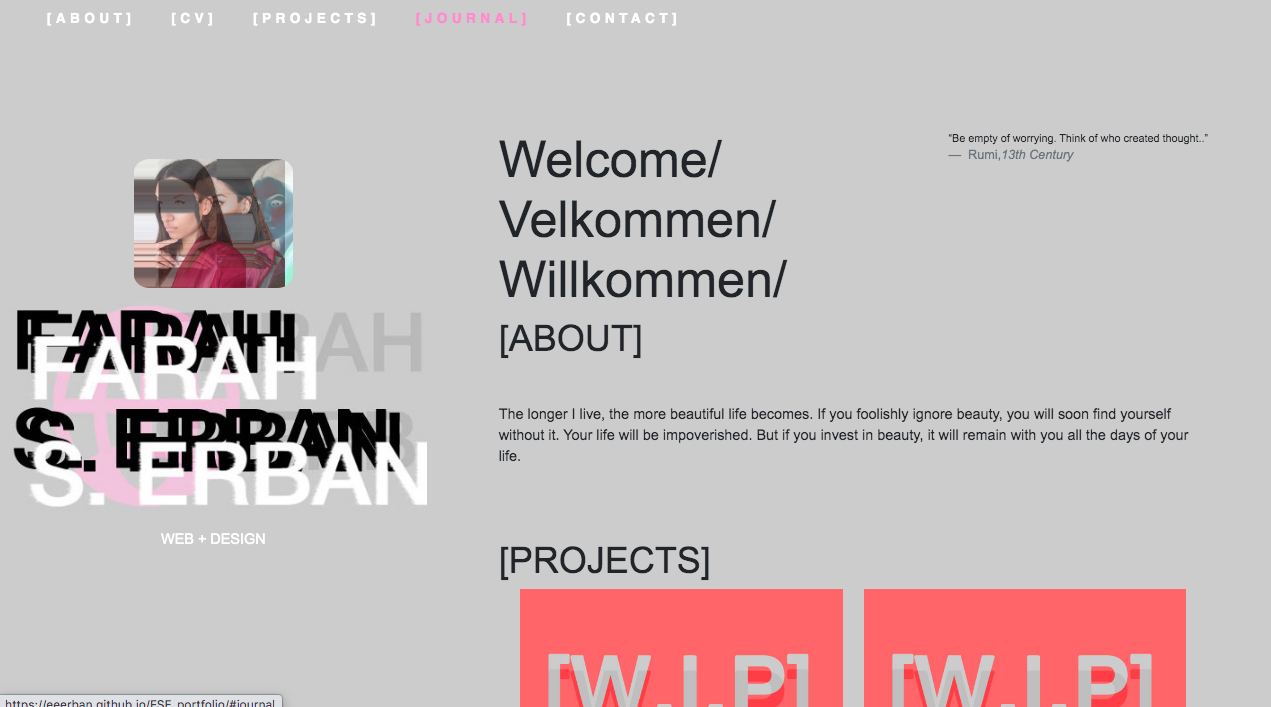 [ABOUT] [CV] [PROJECTS] [JOURNAL] [CONTACT]
FARAH
S. ERBAN
WEB + DESIGN
Welcome/
Velkommen/
Willkommen/
"Be empty of worrying. Think of who created thought.."
— Rumi,13th Century
[ABOUT]
The longer I live, the more beautiful life becomes. If you foolishly ignore beauty, you will soon find yourself
without it. Your life will be impoverished. But if you invest in beauty, it will remain with you all the days of your
life.
[PROJECTS]
[W.I.P] [W.I.P]
https://eeerban.github.io/FSE_portfolio/#journal